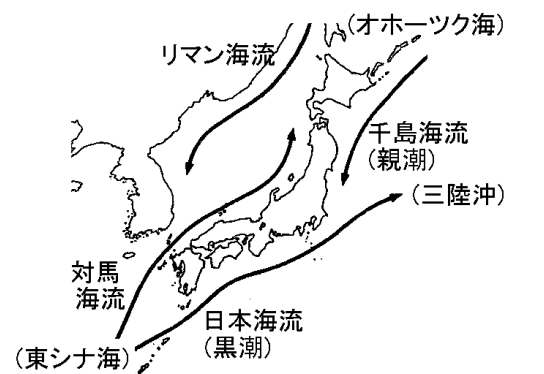 (オホーツク海)
リマン海流
千島海流
(親潮)
(三陸沖)
対馬
海流
日本海流
(黒潮)
(東シナ海)